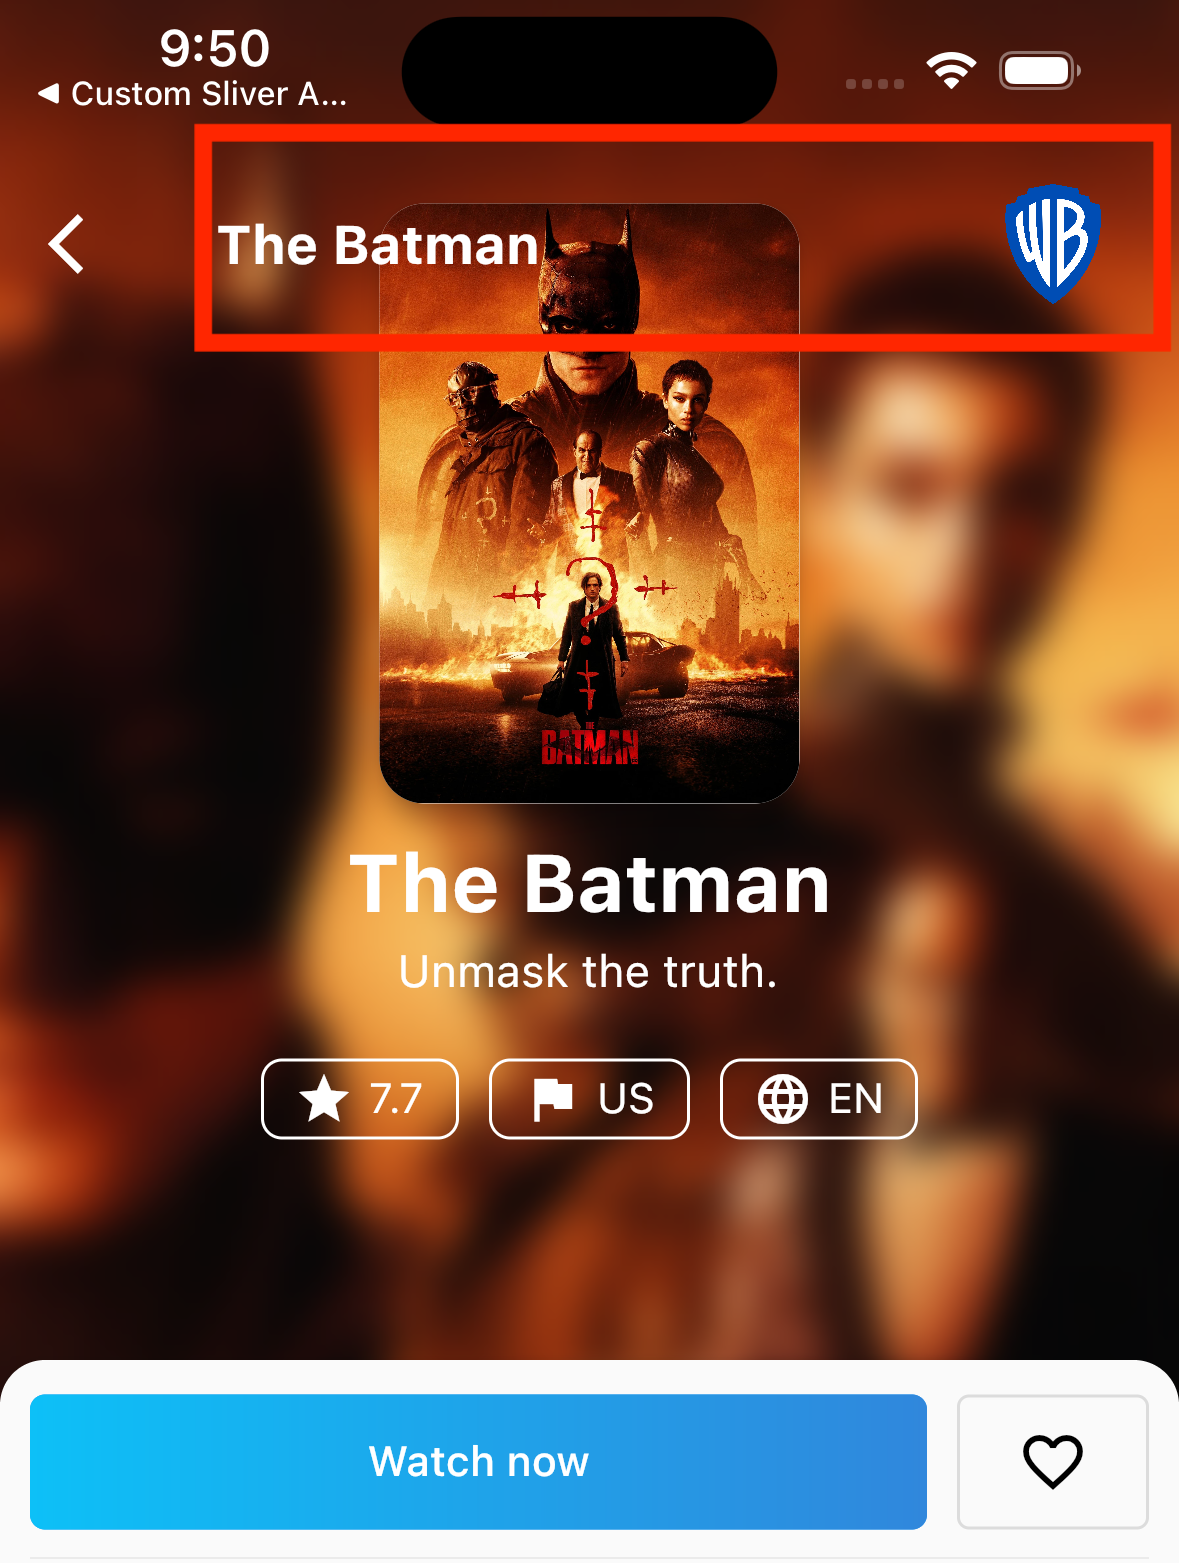 9:50
Custom Sliver A...
The Batman
WB
THE
BATMAN
The Batman
Unmask the truth.
7.7
US
EN
Watch now